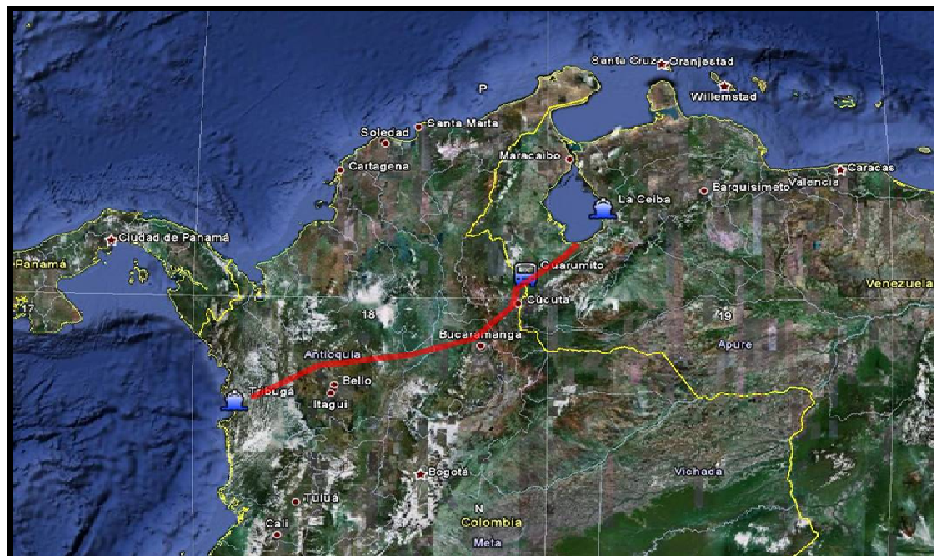 Santa Cruz Oranjestad
P
Willemstad
Santa Marta
Soledad
Maracaibo
Cartagena
Caracas
Valencia
Barquisimeto
La Ceiba
Ciudad de Panamá
Panamá
Guarumito
Venezuela
Cúcuta
17
18
19
Bucaramanga
Apure
Antioquia
Bello
Tribugá
Itagui
Bogotá
Vichada
Tuluá
N
Colombia
Cali
Meta